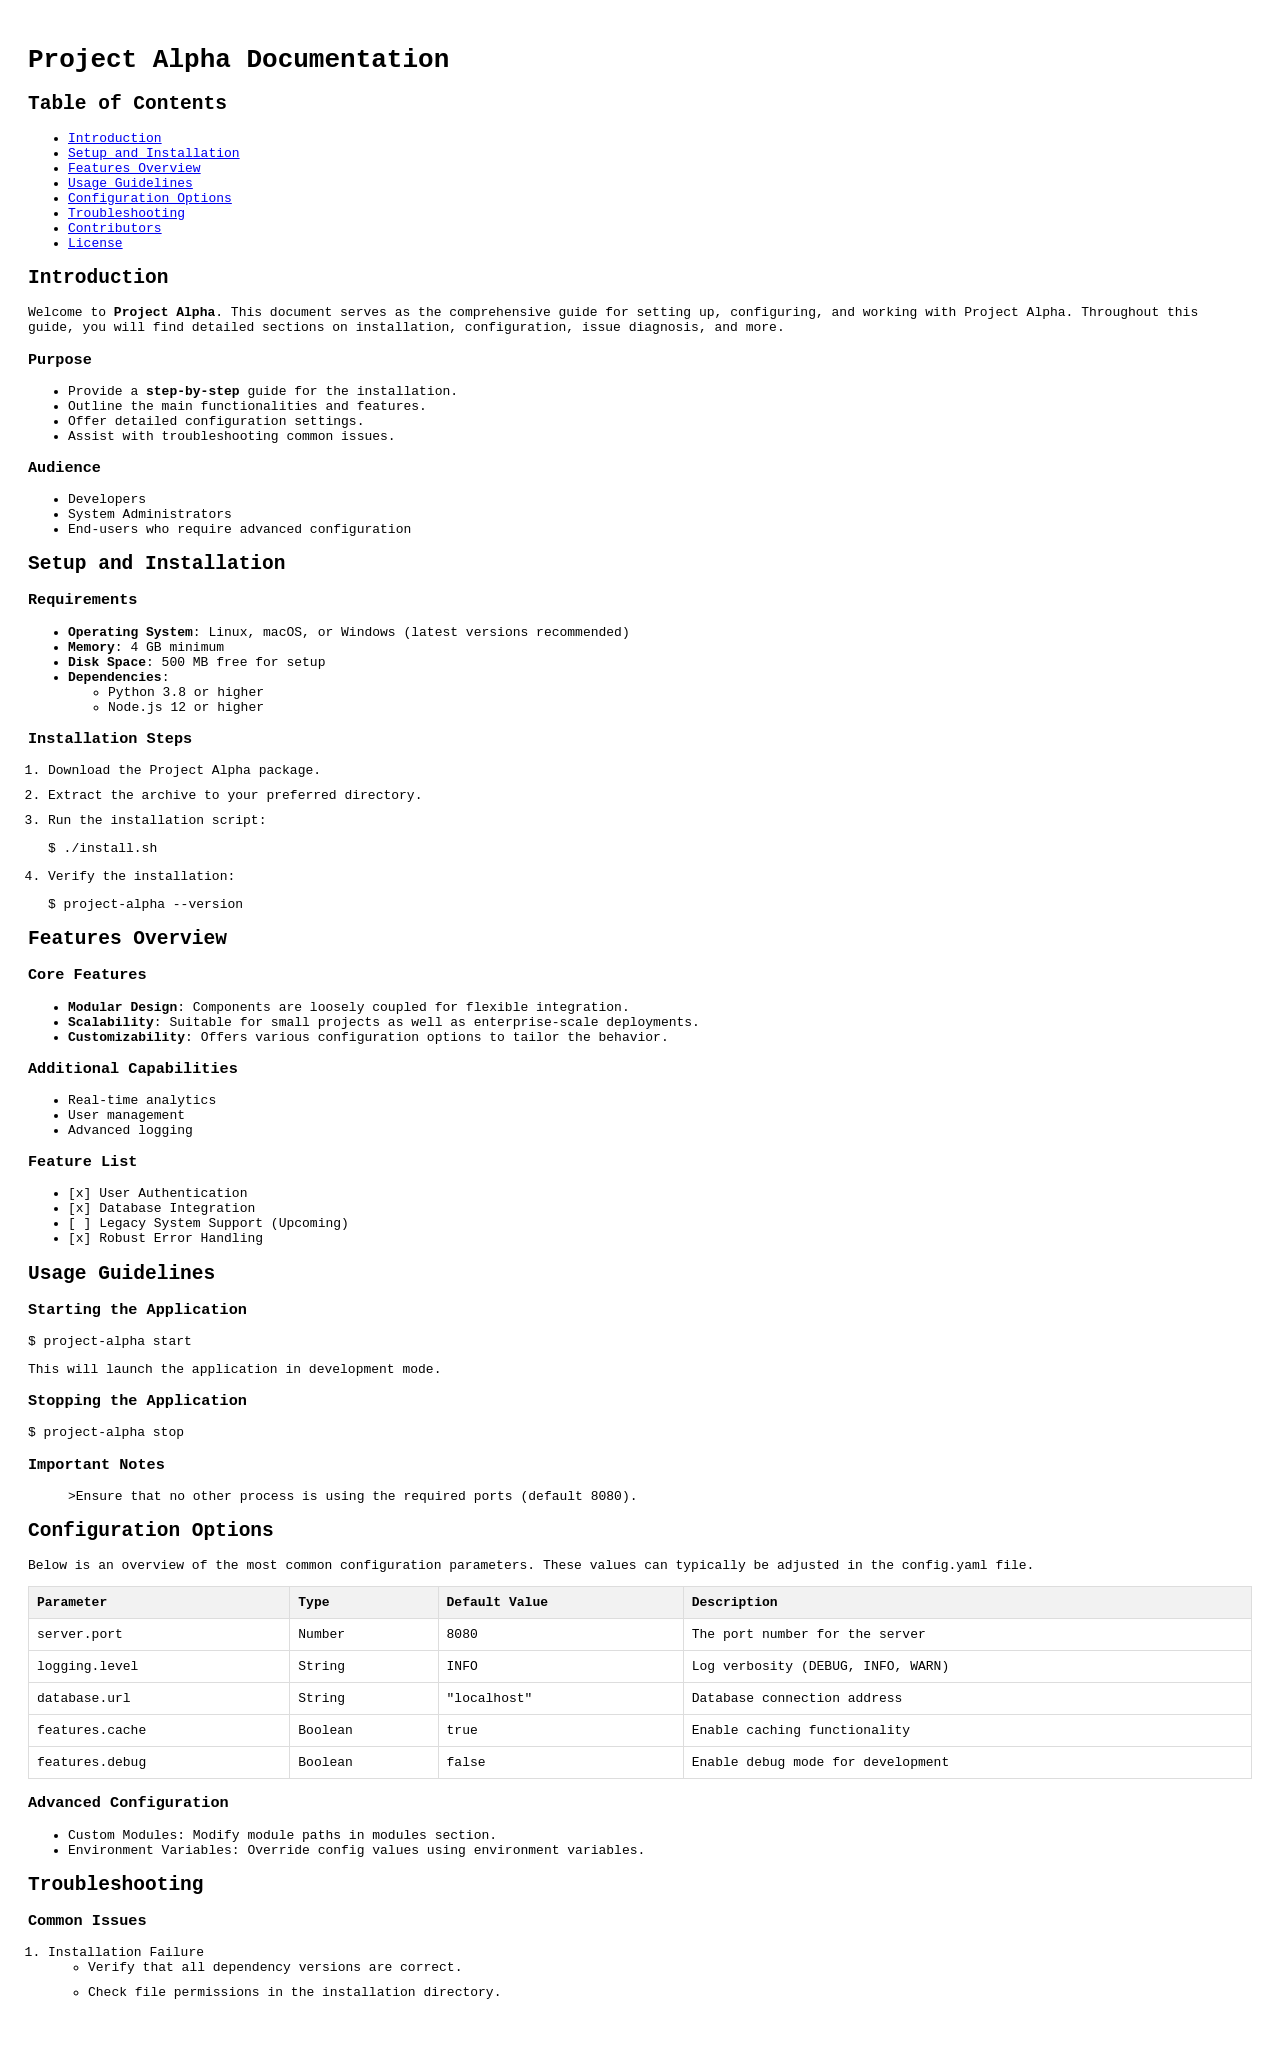 Project Alpha Documentation
Table of Contents
• Introduction
• Setup and Installation
• Features Overview
• Usage Guidelines
• Configuration Options
• Troubleshooting
• Contributors
• License
Introduction
Welcome to Project Alpha. This document serves as the comprehensive guide for setting up, configuring, and working with Project Alpha. Throughout this
guide, you will find detailed sections on installation, configuration, issue diagnosis, and more.
Purpose
• Provide a step-by-step guide for the installation.
• Outline the main functionalities and features.
• Offer detailed configuration settings.
• Assist with troubleshooting common issues.
Audience
• Developers
• System Administrators
• End-users who require advanced configuration
Setup and Installation
Requirements
• Operating System: Linux, macOS, or Windows (latest versions recommended)
• Memory: 4 GB minimum
• Disk Space: 500 MB free for setup
• Dependencies:
◦ Python 3.8 or higher
◦ Node.js 12 or higher
Installation Steps
1. Download the Project Alpha package.
2. Extract the archive to your preferred directory.
3. Run the installation script:
$ ./install.sh
4. Verify the installation:
$ project-alpha --version
Features Overview
Core Features
• Modular Design: Components are loosely coupled for flexible integration.
• Scalability: Suitable for small projects as well as enterprise-scale deployments.
• Customizability: Offers various configuration options to tailor the behavior.
Additional Capabilities
• Real-time analytics
• User management
• Advanced logging
Feature List
• [x] User Authentication
• [x] Database Integration
• [ ] Legacy System Support (Upcoming)
• [x] Robust Error Handling
Usage Guidelines
Starting the Application
$ project-alpha start
This will launch the application in development mode.
Stopping the Application
$ project-alpha stop
Important Notes
>Ensure that no other process is using the required ports (default 8080).
Configuration Options
Below is an overview of the most common configuration parameters. These values can typically be adjusted in the config.yaml file.
Parameter Type Default Value Description
server.port Number 8080 The port number for the server
logging.level String INFO Log verbosity (DEBUG, INFO, WARN)
database.url String "localhost" Database connection address
features.cache Boolean true Enable caching functionality
features.debug Boolean false Enable debug mode for development
Advanced Configuration
• Custom Modules: Modify module paths in modules section.
• Environment Variables: Override config values using environment variables.
Troubleshooting
Common Issues
1. Installation Failure
◦ Verify that all dependency versions are correct.
◦ Check file permissions in the installation directory.